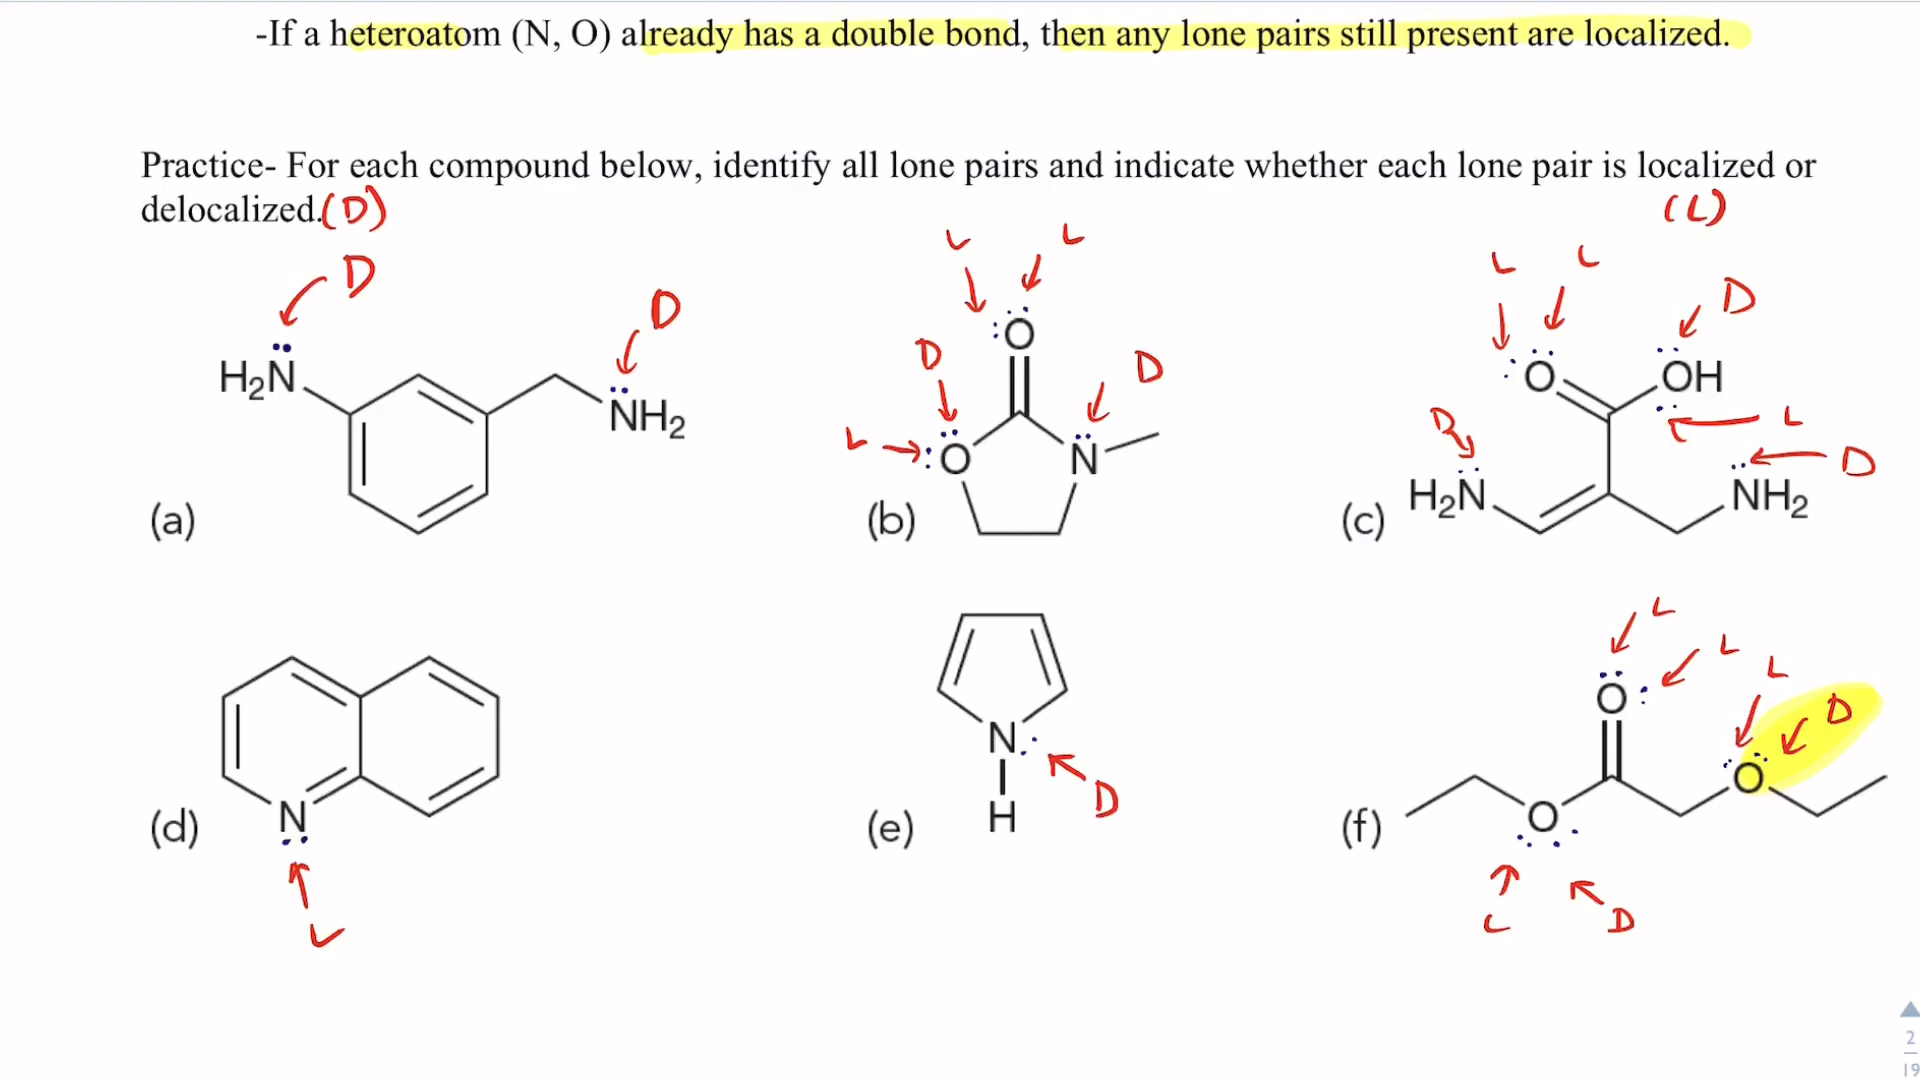 -If a heteroatom (N, O) already has a double bond, then any lone pairs still present are localized.
Practice- For each compound below, identify all lone pairs and indicate whether each lone pair is localized or
delocalized. (D) (L)
D D
H₂N NH₂
(a)
L L
O
D D
L O N
(b)
L L D
O OH
L
D D
H₂N NH₂
(c)
N
(d)
L
N
H
D
(e)
L L L D
O O
O
(f)
L D
2
19